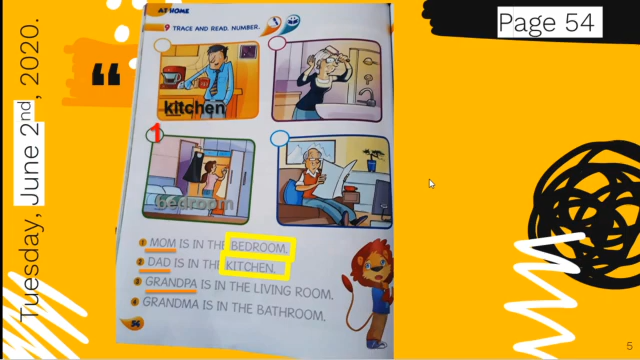 Page 54
Tuesday, June 2nd, 2020.
“
AT HOME
9 TRACE AND READ. NUMBER.
kitchen
1
bedroom
1 MOM IS IN THE BEDROOM.
2 DAD IS IN THE KITCHEN.
3 GRANDPA IS IN THE LIVING ROOM.
4 GRANDMA IS IN THE BATHROOM.
54
5